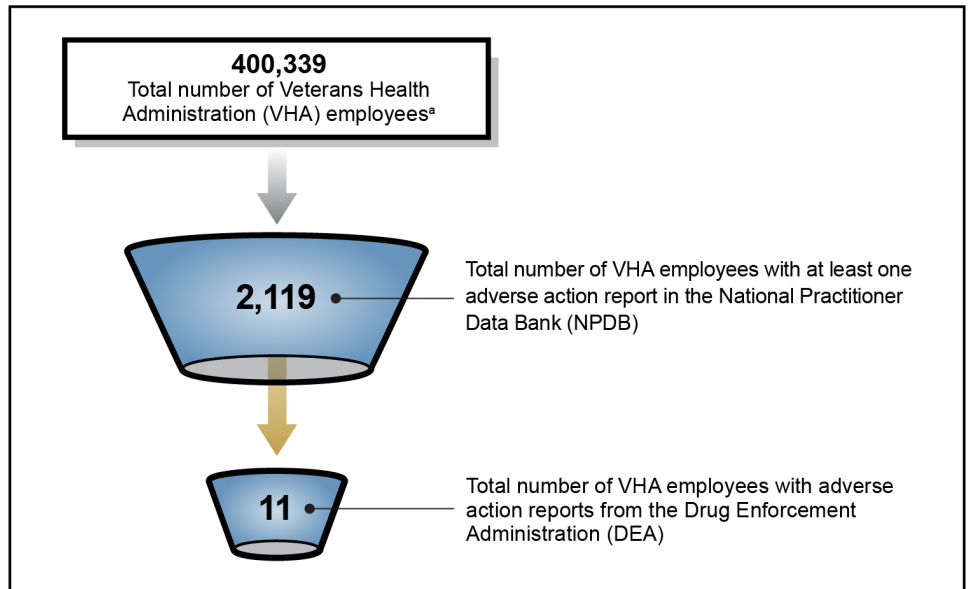 400,339
Total number of Veterans Health
Administration (VHA) employeesᵃ
2,119
Total number of VHA employees with at least one
adverse action report in the National Practitioner
Data Bank (NPDB)
11
Total number of VHA employees with adverse
action reports from the Drug Enforcement
Administration (DEA)